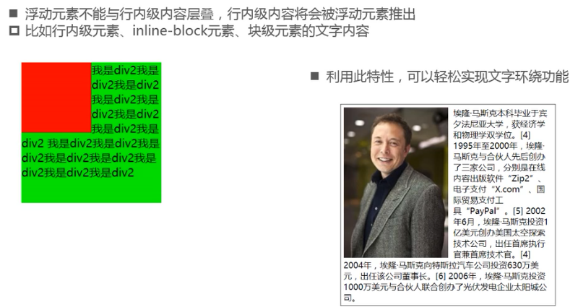 浮动元素不能与行内级内容层叠，行内级内容将会被浮动元素推出
比如行内级元素、inline-block元素、块级元素的文字内容
我是div2我是
div2我是div2
我是div2我是
div2我是div2
我是div2我是
div2 我是div2我是div2我是
div2我是div2我是div2我是
div2我是div2我是div2
利用此特性，可以轻松实现文字环绕功能
埃隆·马斯克本科毕业于宾
夕法尼亚大学，获经济学
和物理学双学位。[4]
1995年至2000年，埃隆·
马斯克与合伙人先后创办
了三家公司，分别是在线
内容出版软件“Zip2”、
电子支付“X.com”、国
际贸易支付工
具“PayPal”。[5] 2002
年6月，埃隆·马斯克投资1
亿美元创办美国太空探索
技术公司，出任首席执行
官兼首席技术官。[4]
2004年，埃隆·马斯克向特斯拉汽车公司投资630万美
元，出任该公司董事长。[6] 2006年，埃隆·马斯克投资
1000万美元与合伙人联合创办了光伏发电企业太阳城公
司。